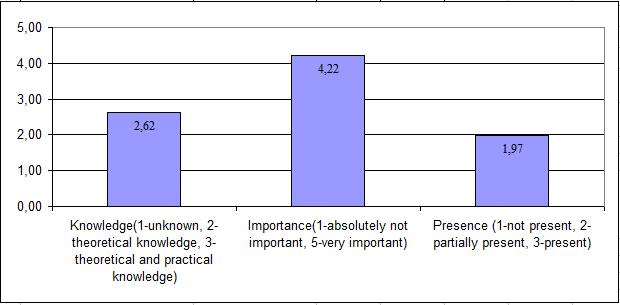 5,00
4,00
3,00
2,00
1,00
0,00
2,62
4,22
1,97
Knowledge(1-unknown, 2-
theoretical knowledge, 3-
theoretical and practical
knowledge)
Importance(1-absolutely not
important, 5-very important)
Presence (1-not present, 2-
partially present, 3-present)